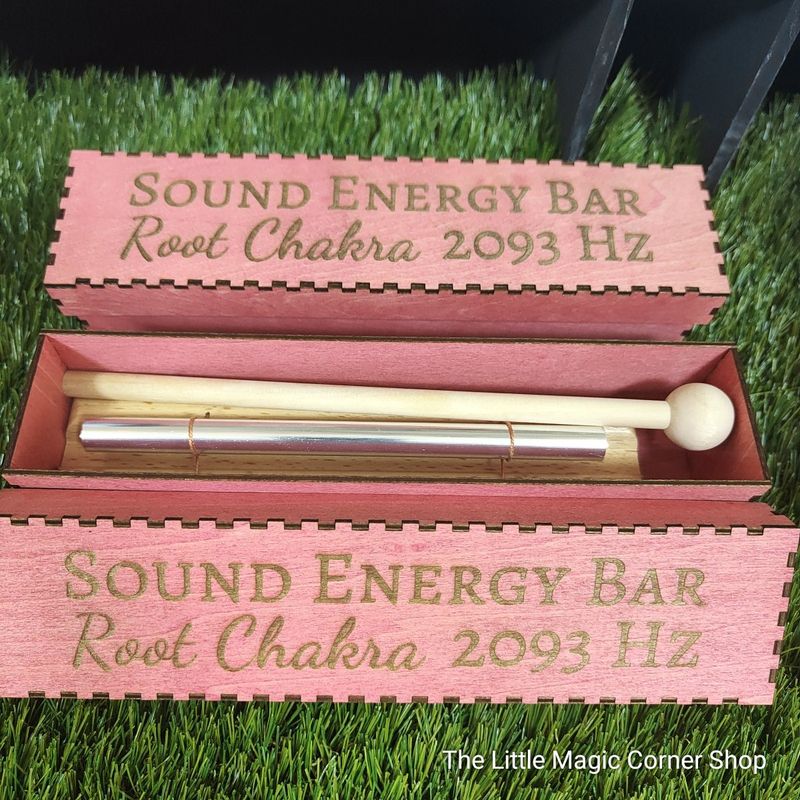 Sound Energy Bar
Root Chakra 2093 Hz
Sound Energy Bar
Root Chakra 2093 Hz
The Little Magic Corner Shop